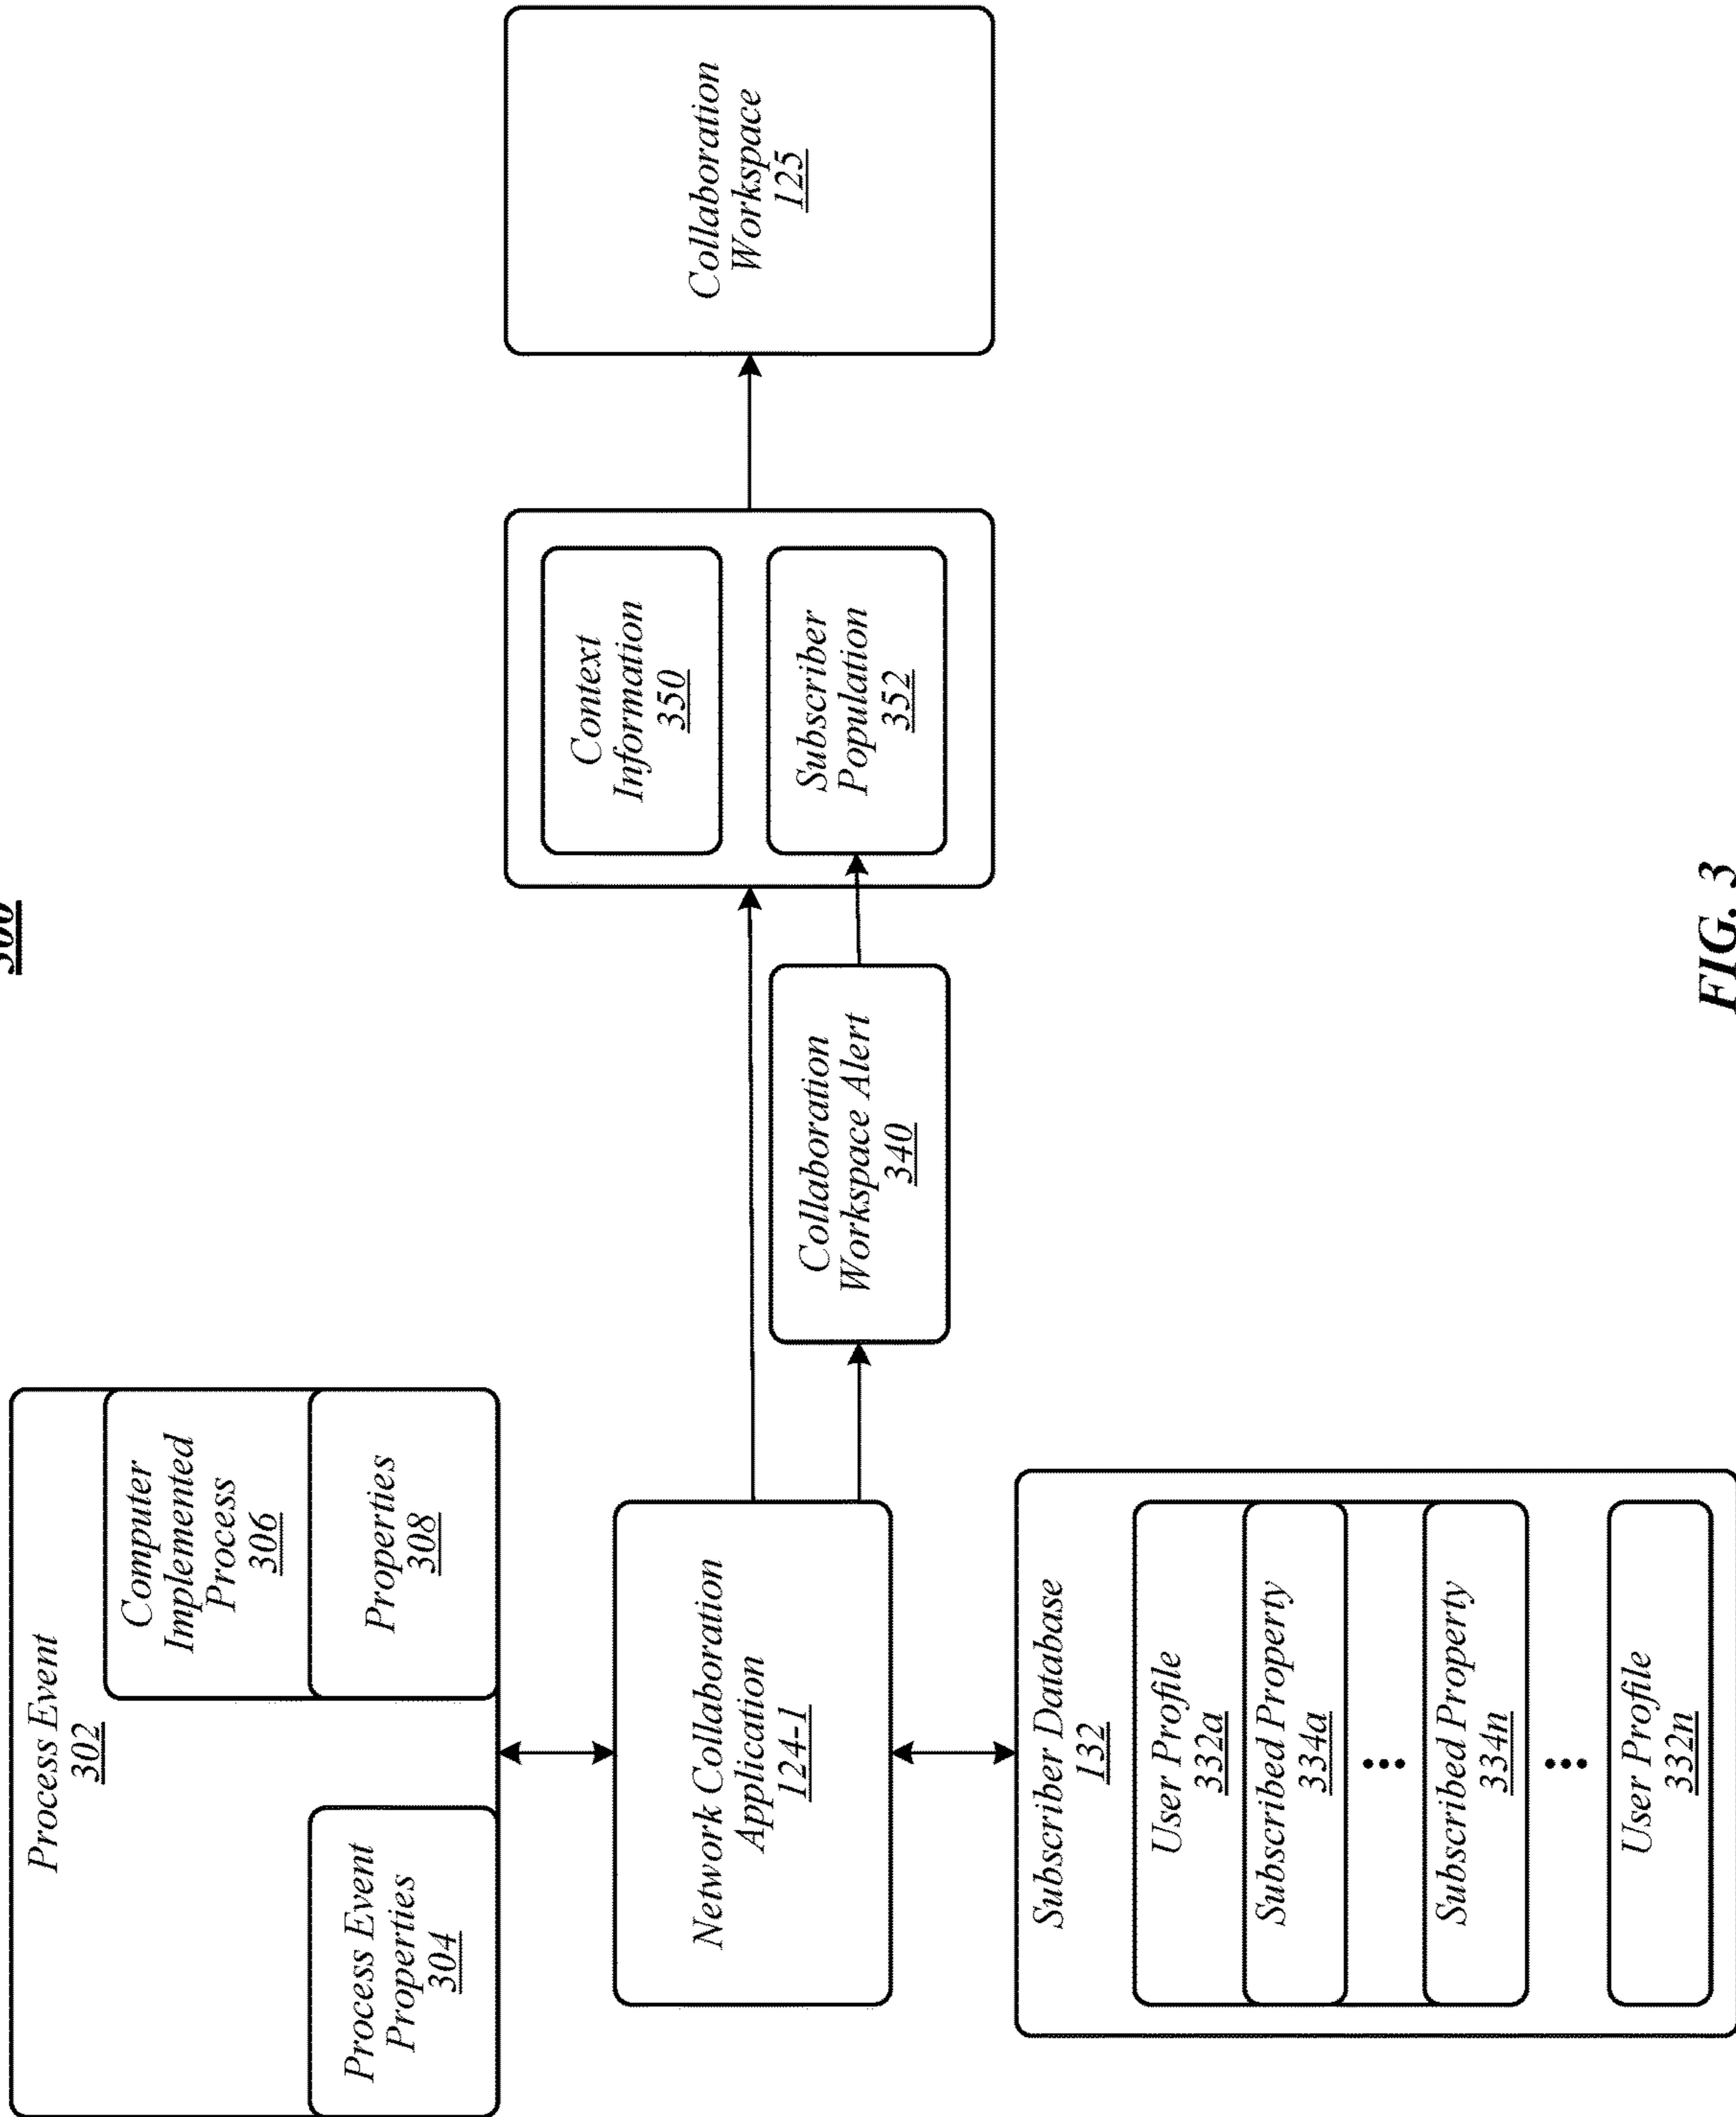 300
Process Event
302
Process Event
Properties
304
Computer
Implemented
Process
306
Properties
308
Network Collaboration
Application
124-1
Collaboration
Workspace Alert
340
Context
Information
350
Subscriber
Population
352
Collaboration
Workspace
125
Subscriber Database
132
User Profile
332a
Subscribed Property
334a
...
Subscribed Property
334n
...
User Profile
332n
FIG. 3